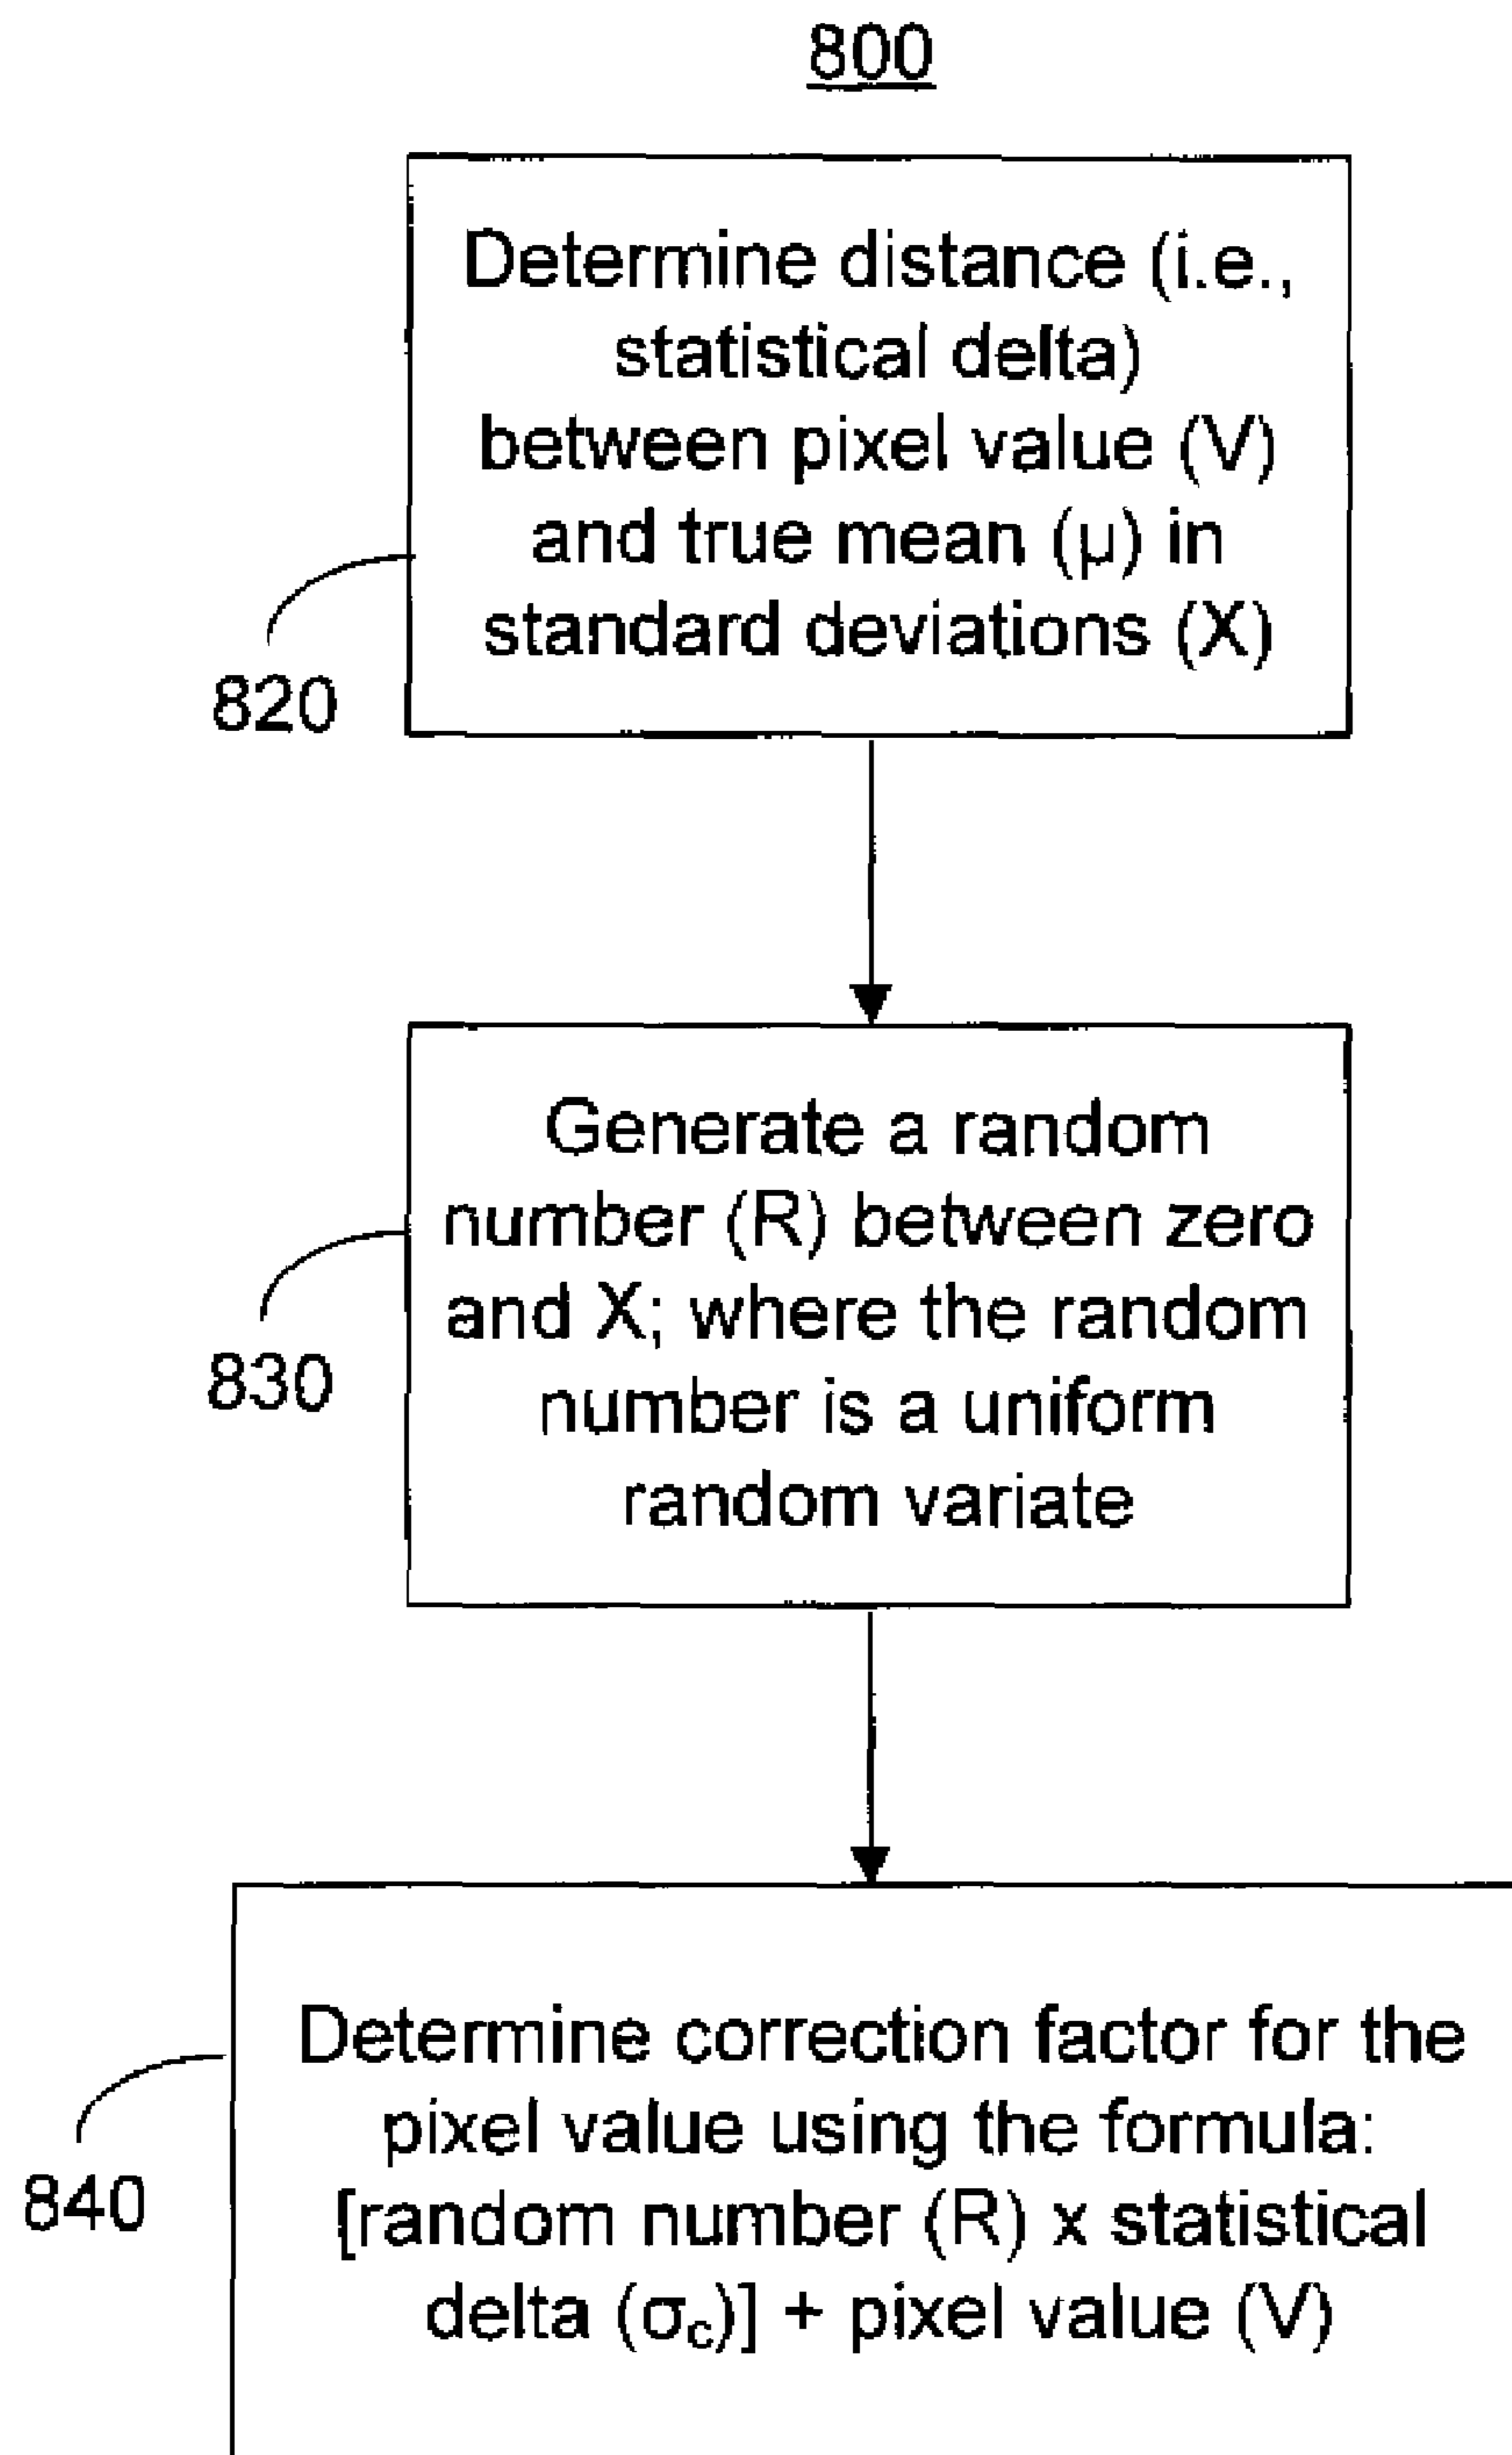 800
Determine distance (i.e.,
statistical delta)
between pixel value (V)
and true mean (μ) in
standard deviations (X)
820
Generate a random
number (R) between zero
and X; where the random
number is a uniform
random variate
830
Determine correction factor for the
pixel value using the formula:
[random number (R) x statistical
delta (σc)] + pixel value (V)
840